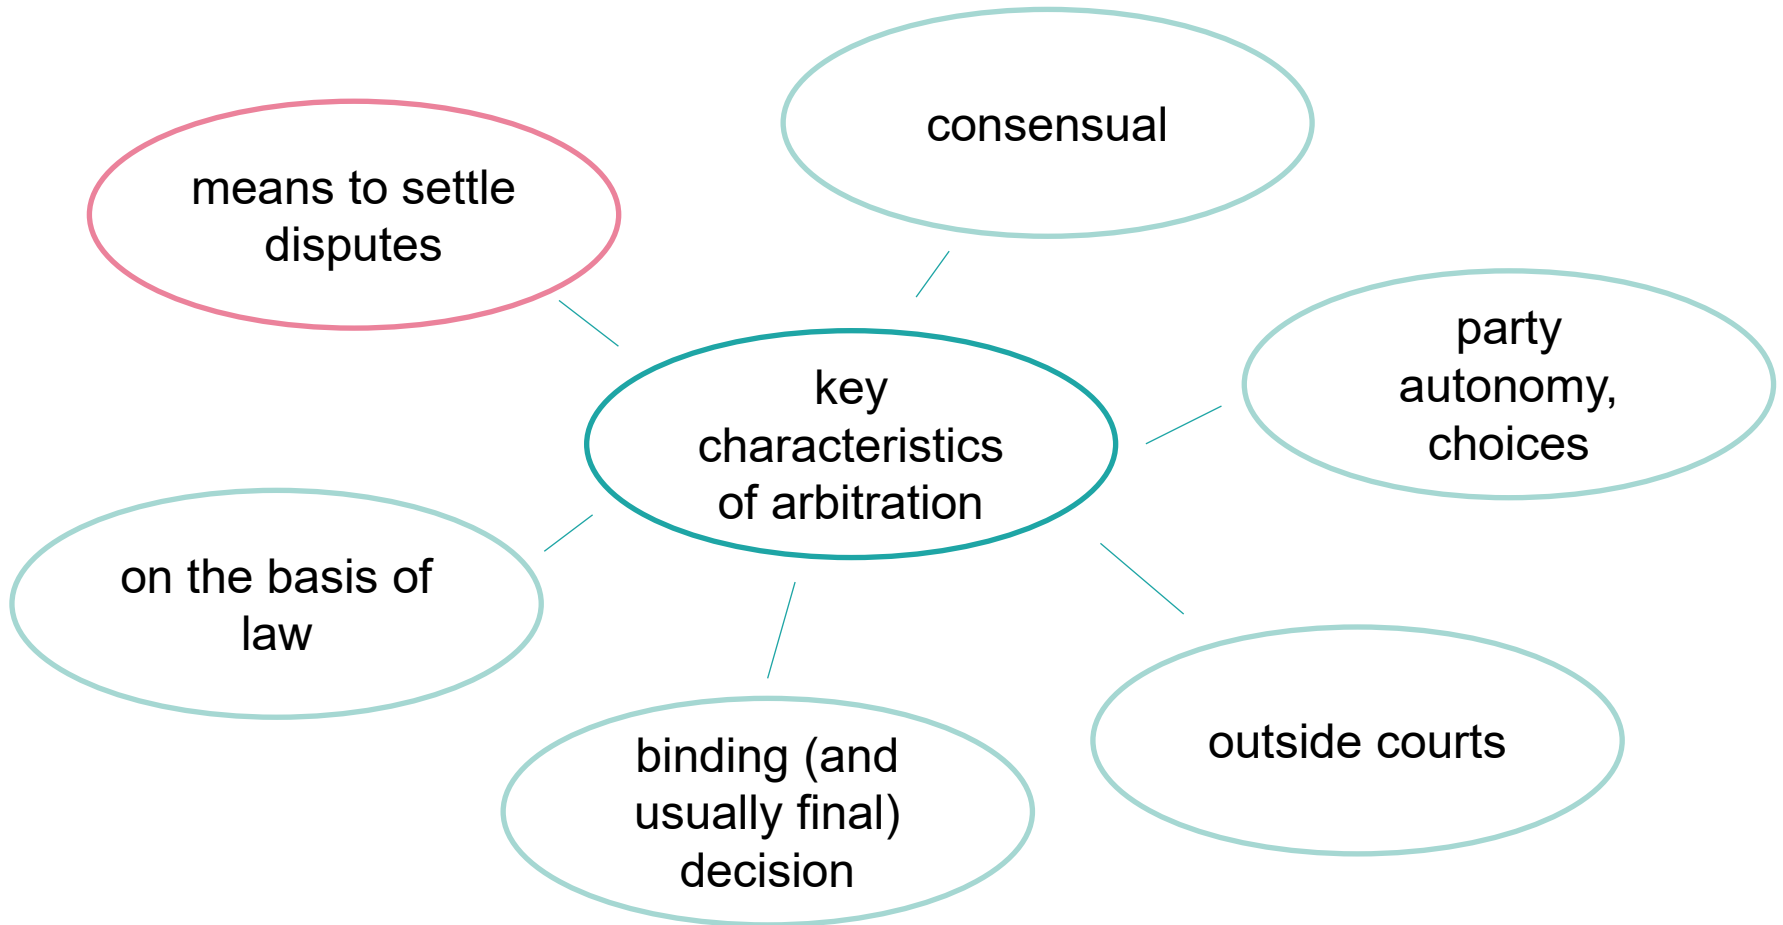 consensual
means to settle
disputes
party
autonomy,
choices
key
characteristics
of arbitration
on the basis of
law
outside courts
binding (and
usually final)
decision